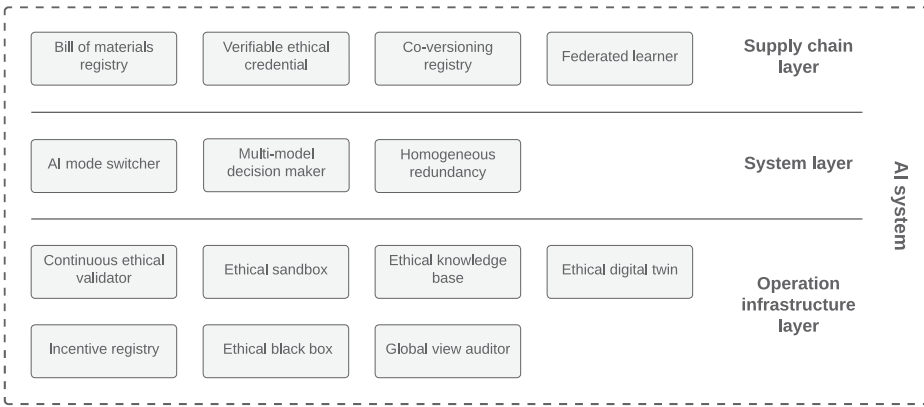 Bill of materials
registry
Verifiable ethical
credential
Co-versioning
registry
Federated learner
Supply chain
layer
AI mode switcher
Multi-model
decision maker
Homogeneous
redundancy
System layer
Continuous ethical
validator
Ethical sandbox
Ethical knowledge
base
Ethical digital twin
Incentive registry
Ethical black box
Global view auditor
Operation
infrastructure
layer
AI system